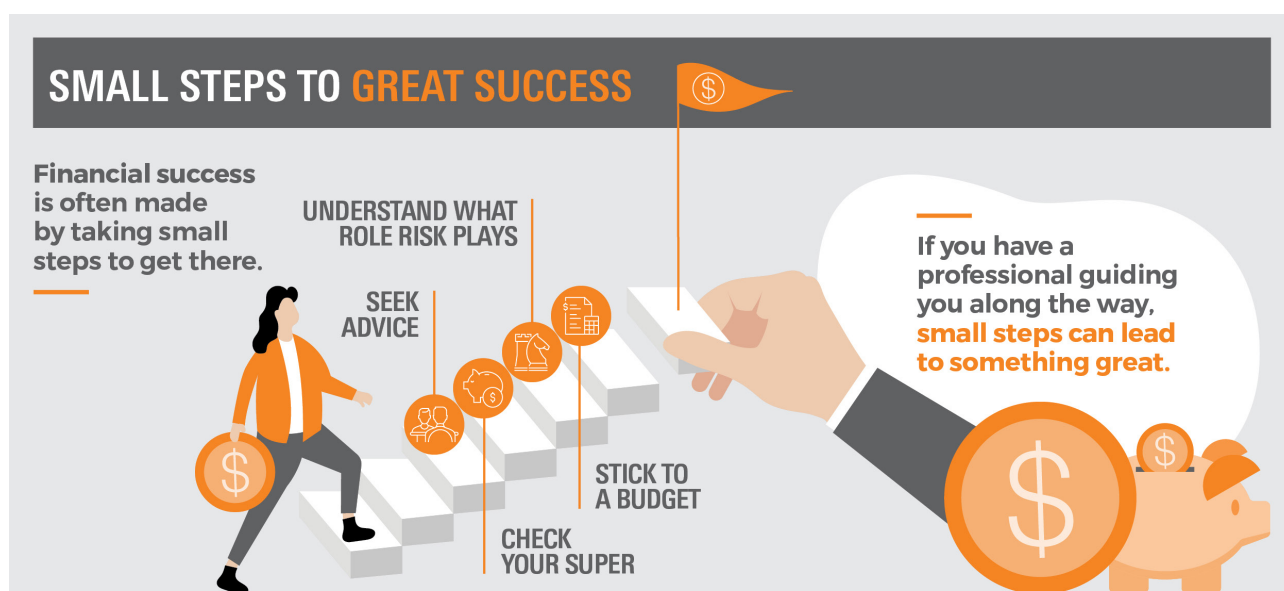 SMALL STEPS TO GREAT SUCCESS
$
Financial success
is often made
by taking small
steps to get there.
UNDERSTAND WHAT
ROLE RISK PLAYS
SEEK
ADVICE
$
$
$
STICK TO
A BUDGET
CHECK
YOUR SUPER
If you have a
professional guiding
you along the way,
small steps can lead
to something great.
$
$